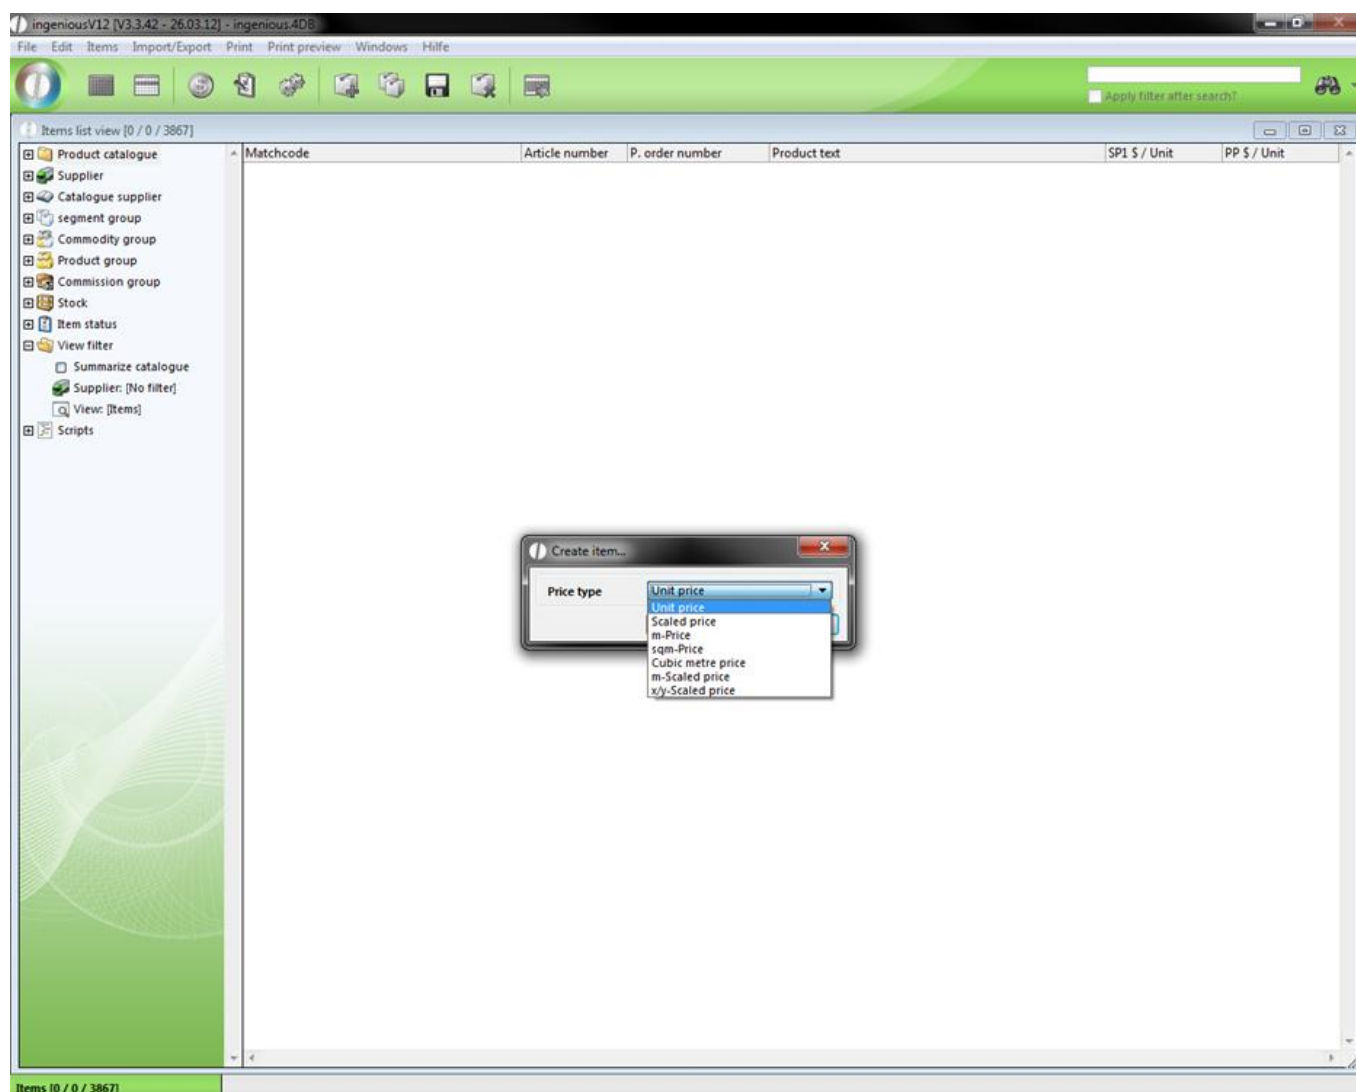 ingeniousV12 [V3.3.42 - 26.03.12] - ingenious.4DB
File Edit Items Import/Export Print Print preview Windows Hilfe
Apply filter after search?
Items list view [0 / 0 / 3867]
Product catalogue
Supplier
Catalogue supplier
segment group
Commodity group
Product group
Commission group
Stock
Item status
View filter
Summarize catalogue
Supplier: [No filter]
View: [Items]
Scripts
Matchcode Article number P. order number Product text SP1 $ / Unit PP $ / Unit
Create item...
Price type Unit price
Unit price
Scaled price
m-Price
sqm-Price
Cubic metre price
m-Scaled price
x/y-Scaled price
Items [0 / 0 / 3867]